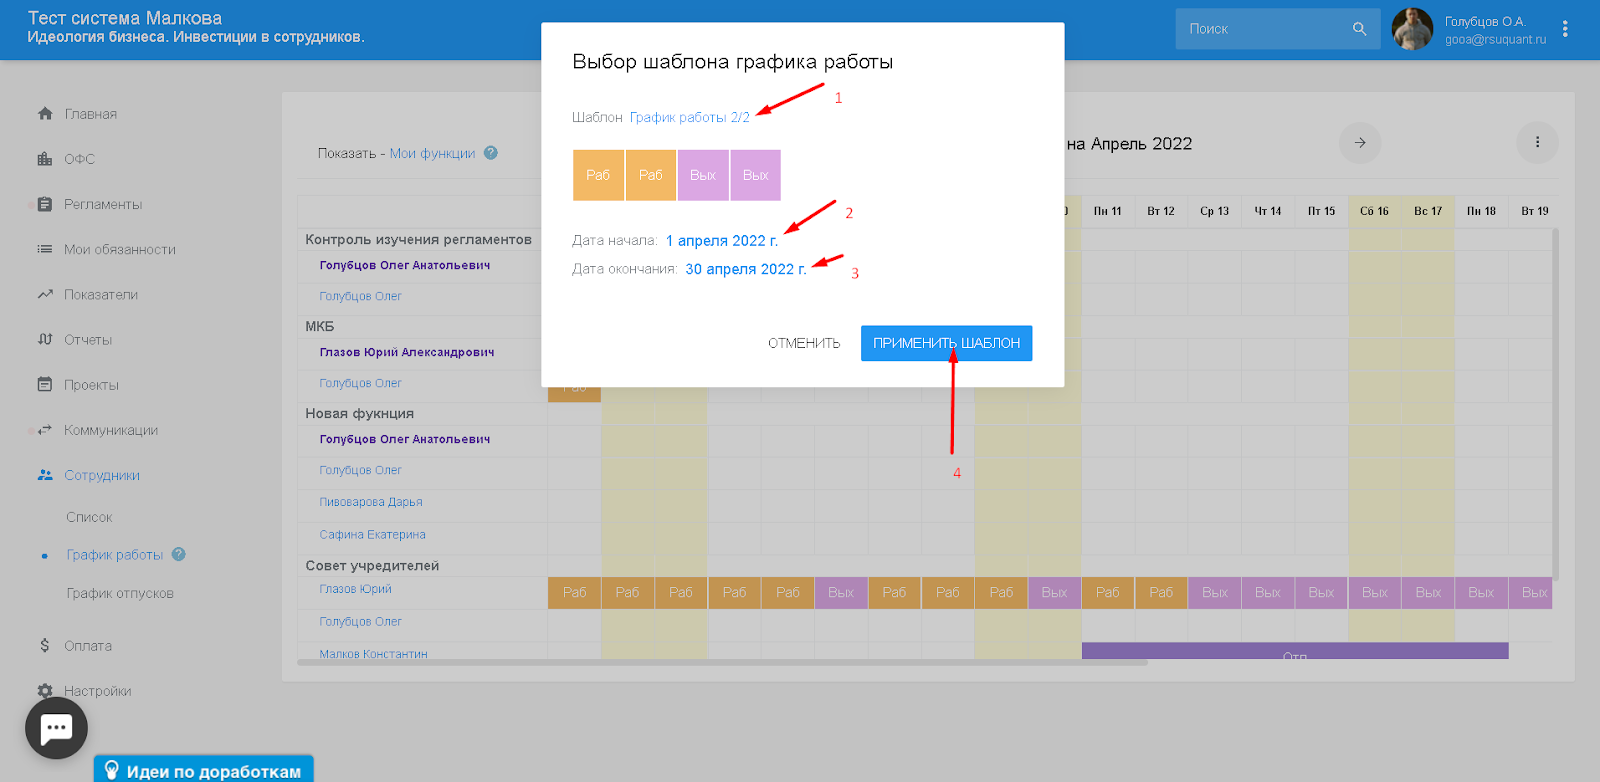 Тест система Малкова
Идеология бизнеса. Инвестиции в сотрудников.
Поиск
Голубцов О.А.
gooa@rsuquant.ru
Главная
ОФС
Регламенты
Мои обязанности
Показатели
Отчеты
Проекты
Коммуникации
Сотрудники
Список
График работы ?
График отпусков
Оплата
Настройки
Идеи по доработкам
Выбор шаблона графика работы
1
Шаблон График работы 2/2
Раб Раб Вых Вых
2
Дата начала: 1 апреля 2022 г.
Дата окончания: 30 апреля 2022 г.
3
ОТМЕНИТЬ ПРИМЕНИТЬ ШАБЛОН
4
Показать - Мои функции ?
на Апрель 2022
Пн 11 Вт 12 Ср 13 Чт 14 Пт 15 Сб 16 Вс 17 Пн 18 Вт 19
Контроль изучения регламентов
Голубцов Олег Анатольевич
Голубцов Олег
МКБ
Глазов Юрий Александрович
Голубцов Олег
Раб
Новая фукнция
Голубцов Олег Анатольевич
Голубцов Олег
Пивоварова Дарья
Сафина Екатерина
Совет учредителей
Глазов Юрий Раб Раб Раб Раб Раб Вых Раб Раб Раб Вых Раб Раб Вых Вых Вых Вых Вых Вых Вых
Голубцов Олег
Малков Константин Отп